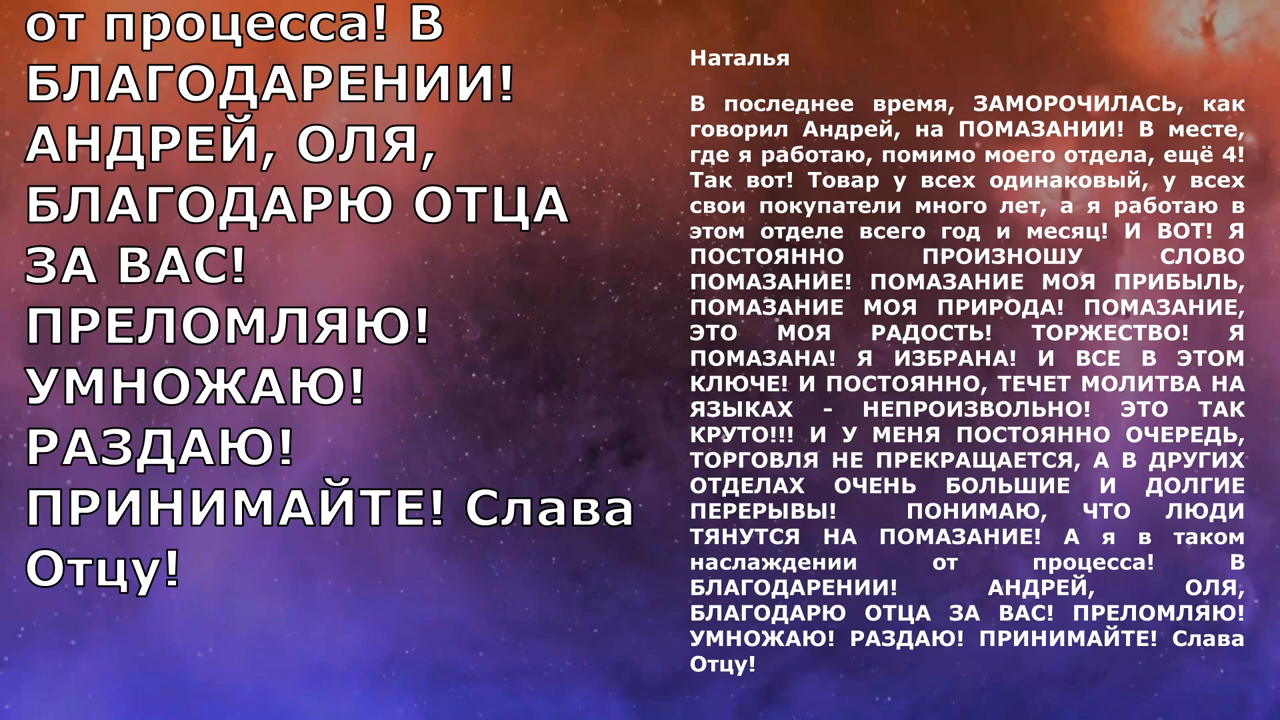 от процесса! В
БЛАГОДАРЕНИИ!
АНДРЕЙ, ОЛЯ,
БЛАГОДАРЮ ОТЦА
ЗА ВАС!
ПРЕЛОМЛЯЮ!
УМНОЖАЮ!
РАЗДАЮ!
ПРИНИМАЙТЕ! Слава
Отцу!
Наталья
В последнее время, ЗАМОРОЧИЛАСЬ, как
говорил Андрей, на ПОМАЗАНИИ! В месте,
где я работаю, помимо моего отдела, ещё 4!
Так вот! Товар у всех одинаковый, у всех
свои покупатели много лет, а я работаю в
этом отделе всего год и месяц! И ВОТ! Я
ПОСТОЯННО ПРОИЗНОШУ СЛОВО
ПОМАЗАНИЕ! ПОМАЗАНИЕ МОЯ ПРИБЫЛЬ,
ПОМАЗАНИЕ МОЯ ПРИРОДА! ПОМАЗАНИЕ,
ЭТО МОЯ РАДОСТЬ! ТОРЖЕСТВО! Я
ПОМАЗАНА! Я ИЗБРАНА! И ВСЕ В ЭТОМ
КЛЮЧЕ! И ПОСТОЯННО, ТЕЧЕТ МОЛИТВА НА
ЯЗЫКАХ - НЕПРОИЗВОЛЬНО! ЭТО ТАК
КРУТО!!! И У МЕНЯ ПОСТОЯННО ОЧЕРЕДЬ,
ТОРГОВЛЯ НЕ ПРЕКРАЩАЕТСЯ, А В ДРУГИХ
ОТДЕЛАХ ОЧЕНЬ БОЛЬШИЕ И ДОЛГИЕ
ПЕРЕРЫВЫ! ПОНИМАЮ, ЧТО ЛЮДИ
ТЯНУТСЯ НА ПОМАЗАНИЕ! А я в таком
наслаждении от процесса! В
БЛАГОДАРЕНИИ! АНДРЕЙ, ОЛЯ,
БЛАГОДАРЮ ОТЦА ЗА ВАС! ПРЕЛОМЛЯЮ!
УМНОЖАЮ! РАЗДАЮ! ПРИНИМАЙТЕ! Слава
Отцу!